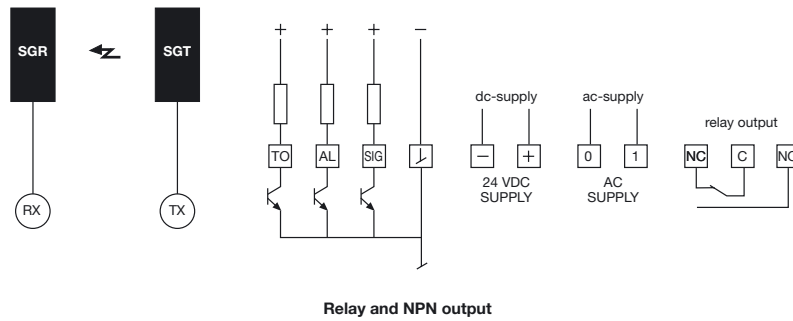 SGR
SGT
RX
TX
+ + + −
TO AL SIG
dc-supply
− +
24 VDC
SUPPLY
ac-supply
0 1
AC
SUPPLY
relay output
NC C NO
Relay and NPN output